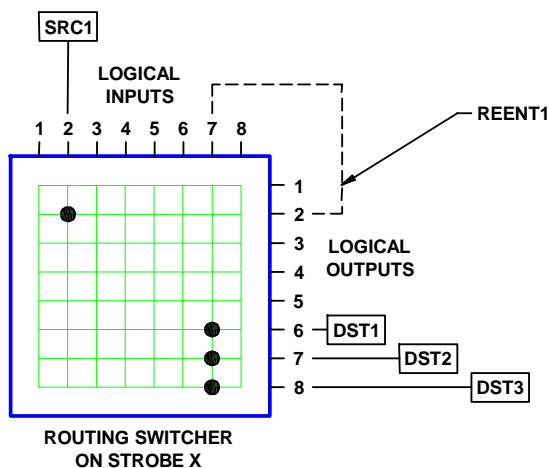 SRC1
LOGICAL
INPUTS
1 2 3 4 5 6 7 8
REENT1
1
2
3
4
5
6
7
8
LOGICAL
OUTPUTS
DST1
DST2
DST3
ROUTING SWITCHER
ON STROBE X